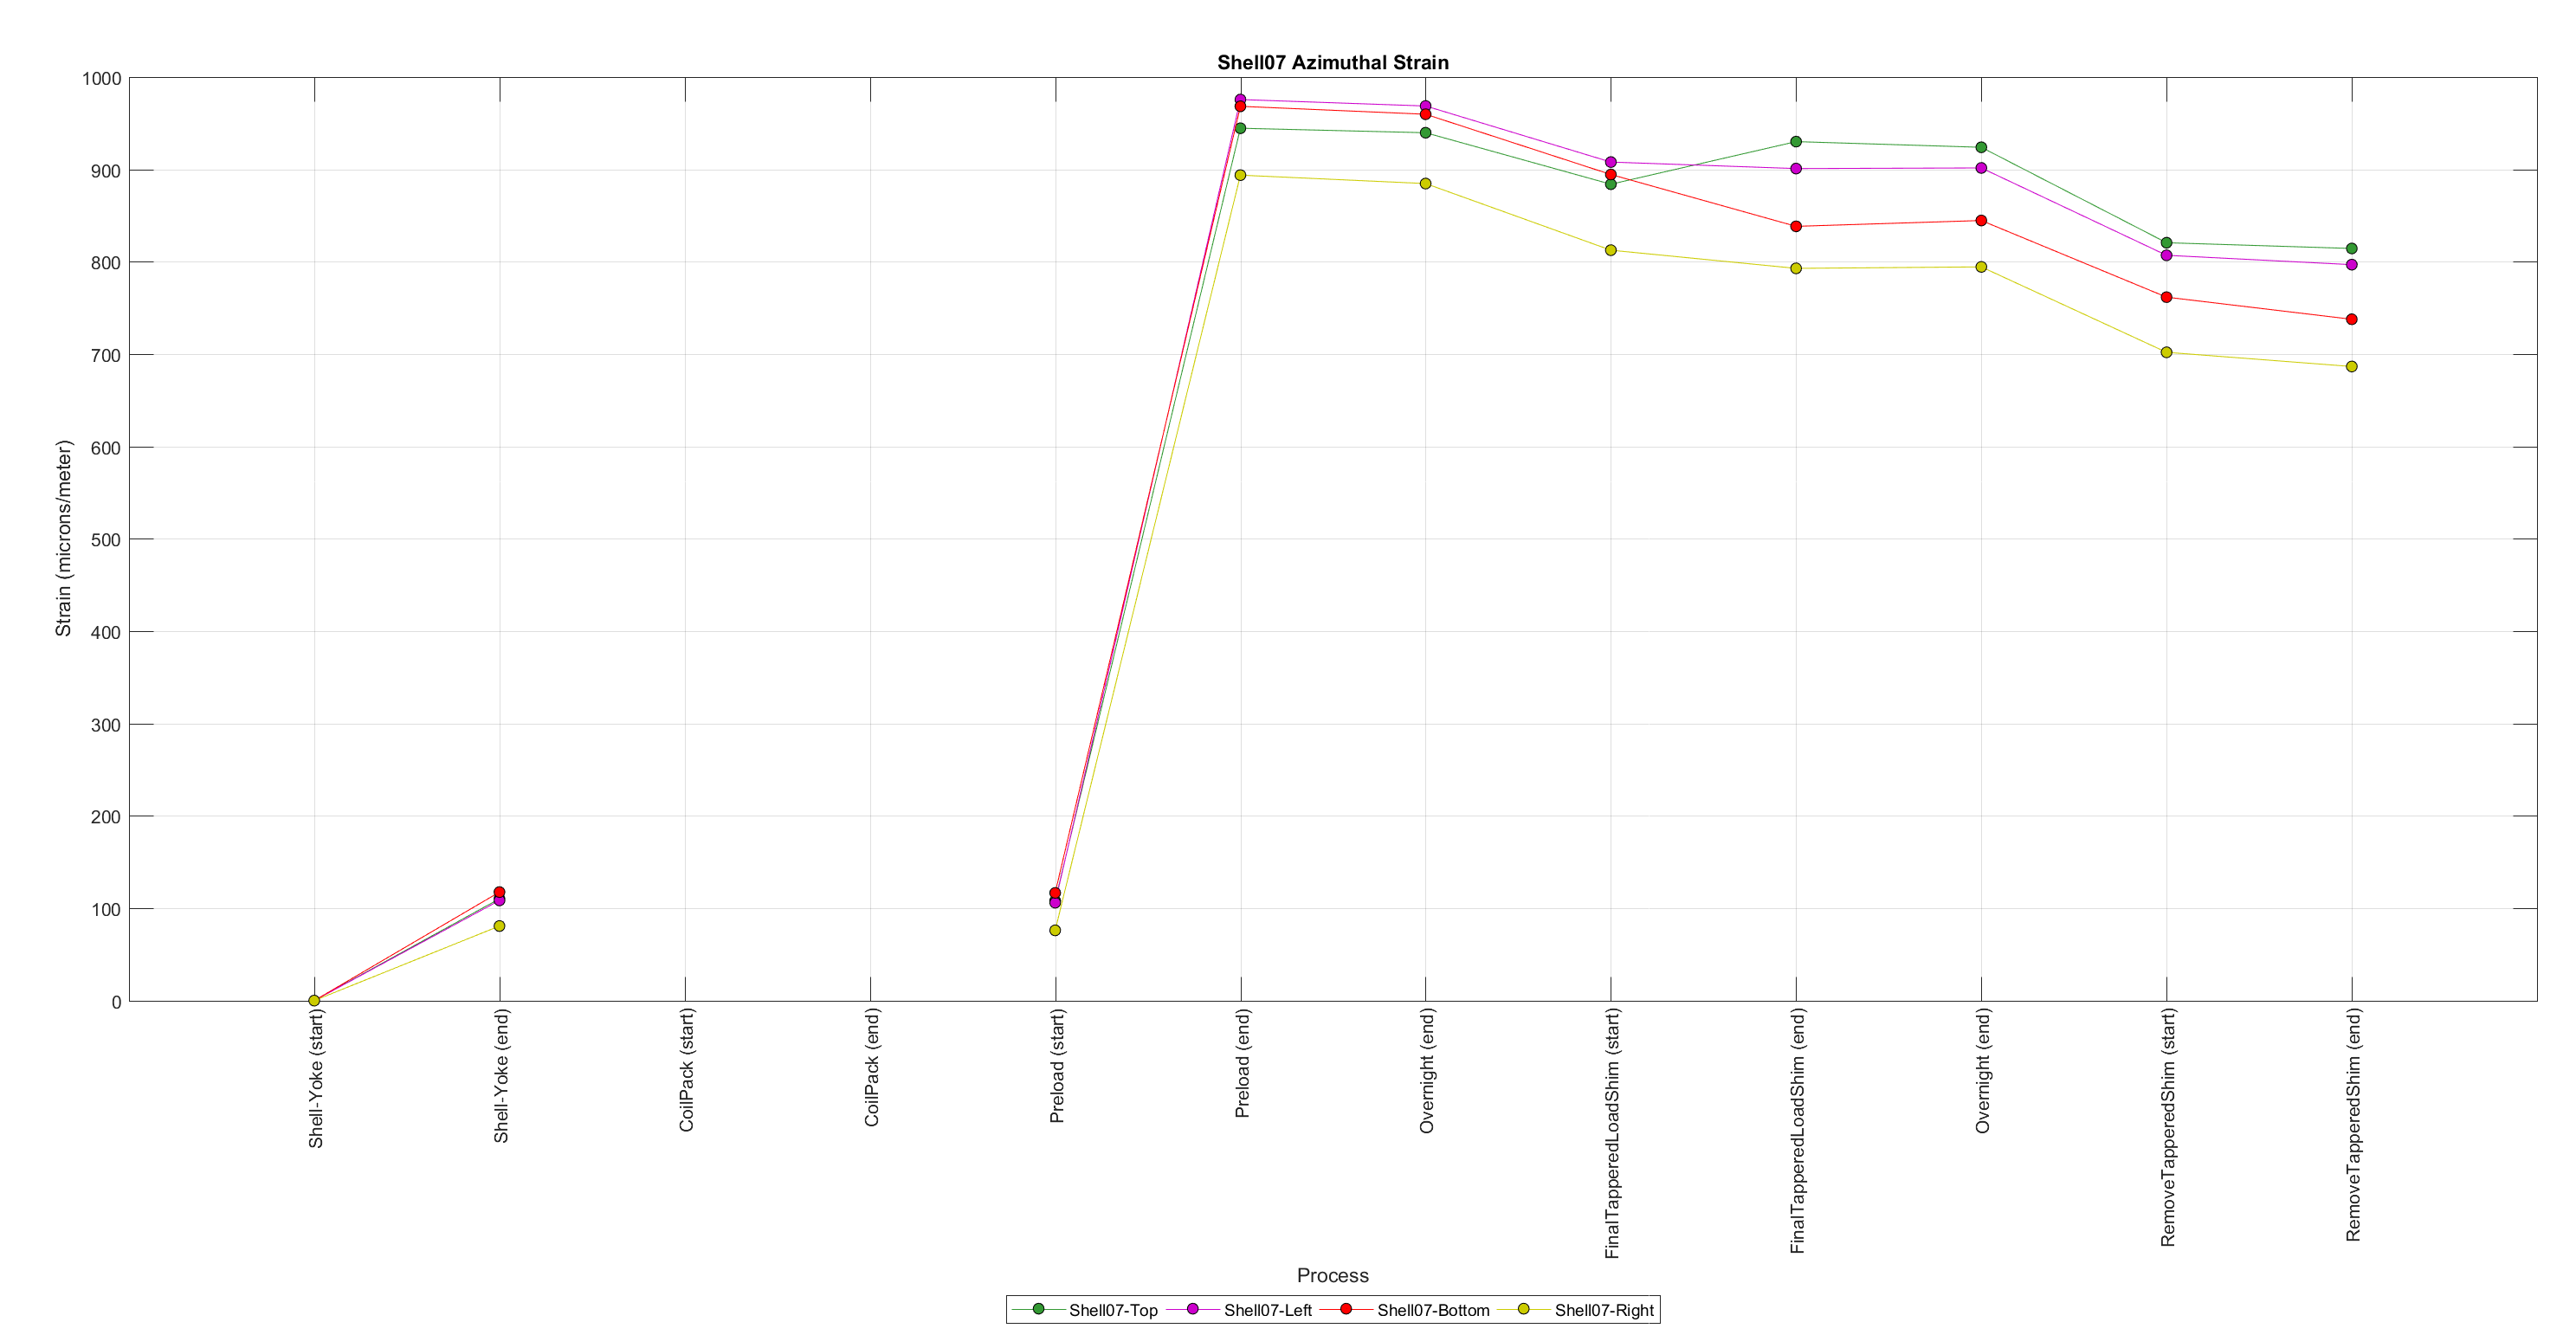 Shell07 Azimuthal Strain
1000
900
800
700
600
500
400
300
200
100
0
Strain (microns/meter)
Shell-Yoke (start)
Shell-Yoke (end)
CoilPack (start)
CoilPack (end)
Preload (start)
Preload (end)
Overnight (end)
FinalTapperedLoadShim (start)
FinalTapperedLoadShim (end)
Overnight (end)
RemoveTapperedShim (start)
RemoveTapperedShim (end)
Process
Shell07-Top Shell07-Left Shell07-Bottom Shell07-Right